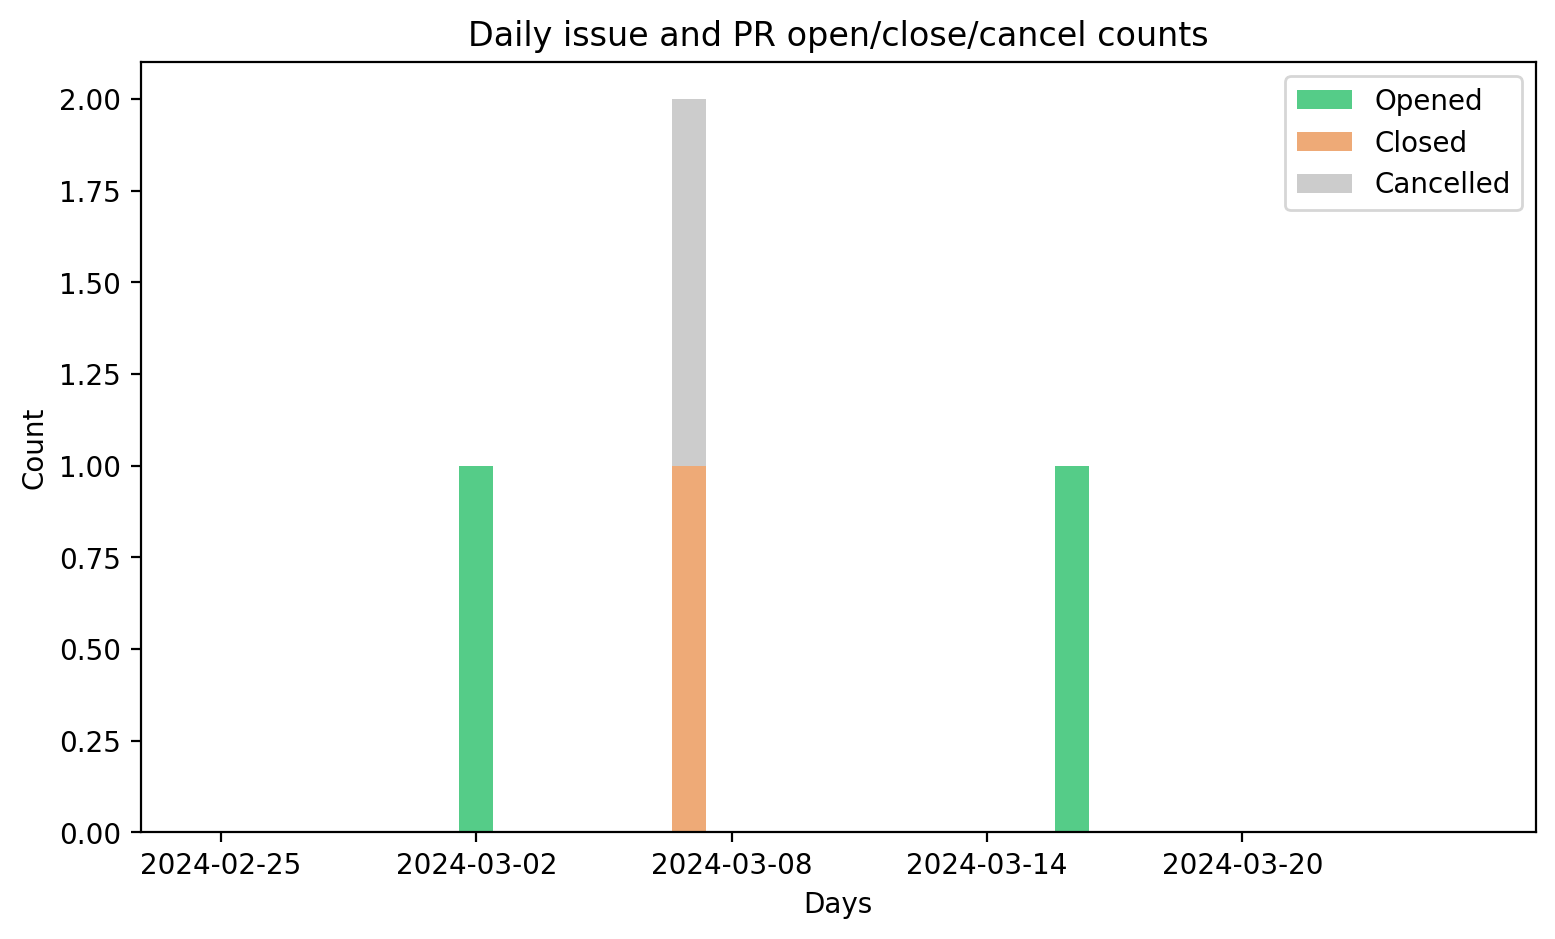 Daily issue and PR open/close/cancel counts
Opened
Closed
Cancelled
Count
2.00
1.75
1.50
1.25
1.00
0.75
0.50
0.25
0.00
2024-02-25 2024-03-02 2024-03-08 2024-03-14 2024-03-20
Days